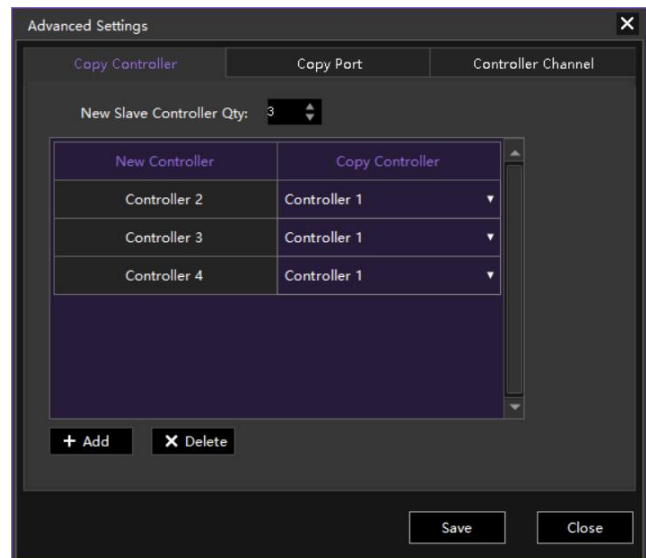 Advanced Settings
Copy Controller Copy Port Controller Channel
New Slave Controller Qty: 3
New Controller Copy Controller
Controller 2 Controller 1
Controller 3 Controller 1
Controller 4 Controller 1
+ Add X Delete
Save Close